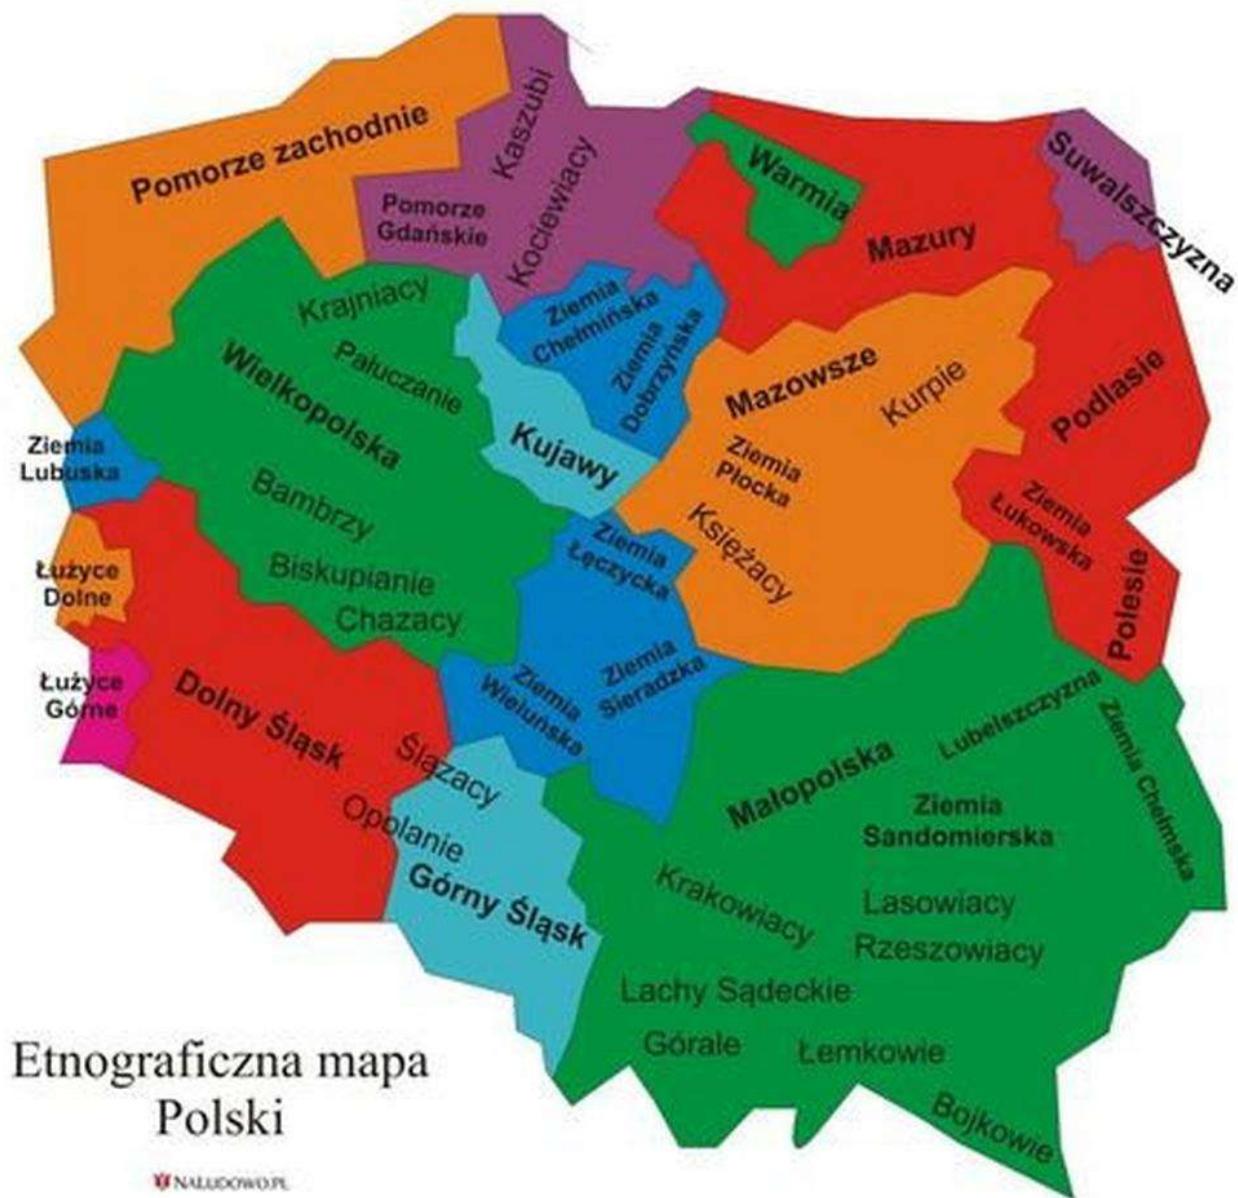 Pomorze zachodnie
Kaszubi
Kociewiacy
Pomorze
Gdańskie
Warmia
Mazury
Suwalszczyzna
Krajniacy
Pałuczanie
Wielkopolska
Bambrzy
Biskupianie
Chazacy
Ziemia
Chełmińska
Ziemia
Dobrzyńska
Kujawy
Mazowsze
Kurpie
Ziemia
Płocka
Księżacy
Podlasie
Ziemia
Łukowska
Polesie
Ziemia
Lubuska
Łużyce
Dolne
Łużyce
Górne
Dolny Śląsk
Ziemia
Łęczycka
Ziemia
Sieradzka
Ziemia
Wieluńska
Ślązacy
Opolanie
Górny Śląsk
Małopolska
Lubelszczyzna
Ziemia Chełmska
Ziemia
Sandomierska
Krakowiacy
Lasowiacy
Rzeszowiacy
Lachy Sądeckie
Górale
Łemkowie
Bojkowie
Etnograficzna mapa
Polski
NALUDOWO.PL